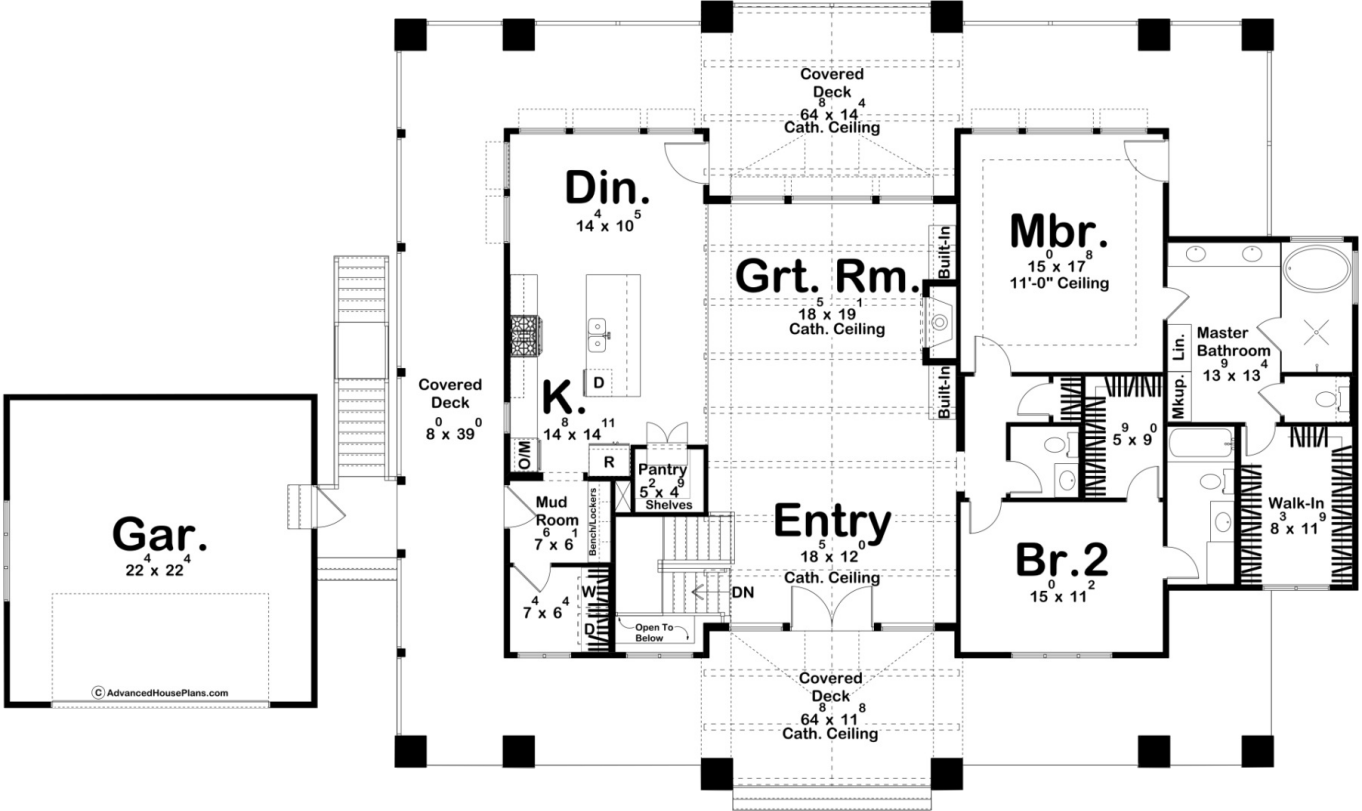 Covered
Deck
64⁸ x 14⁴
Cath. Ceiling
Din.
14⁴ x 10⁵
Mbr.
15⁰ x 17⁸
11'-0" Ceiling
Built-In
Grt. Rm.
18⁵ x 19¹
Cath. Ceiling
Built-In
Master
Bathroom
13⁹ x 13⁴
Lin.
Mkup.
Covered
Deck
8⁰ x 39⁰
D
K.
14⁸ x 14¹¹
O/M
R
Pantry
5² x 4⁹
Shelves
5⁹ x 9⁰
Walk-In
8³ x 11⁹
Mud
Room
7⁶ x 6¹
Bench/Lockers
Entry
18⁵ x 12⁰
Cath. Ceiling
Gar.
22⁴ x 22⁴
Br.2
15⁰ x 11²
7⁴ x 6⁴
W
D
DN
Open To
Below
Covered
Deck
64⁸ x 11⁸
Cath. Ceiling
© AdvancedHousePlans.com